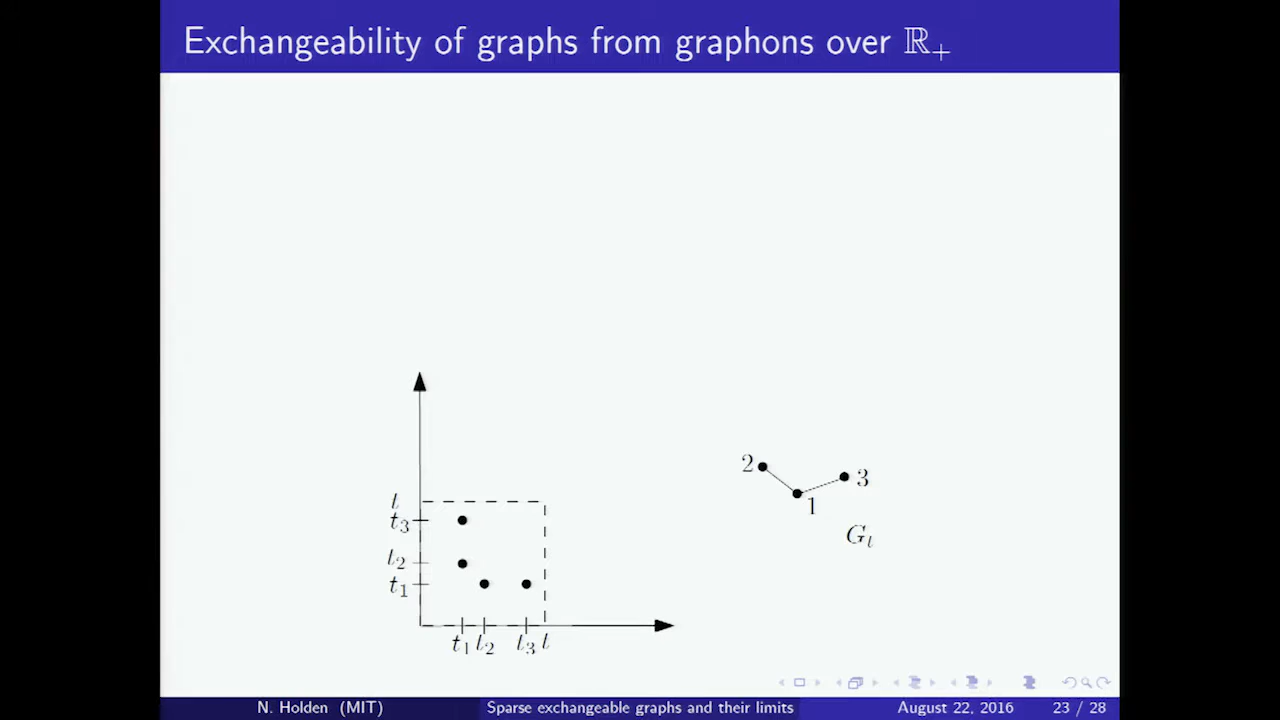 Exchangeability of graphs from graphons over ℝ₊
t
t₃
t₂
t₁
t₁ t₂ t₃ t
2
3
1
Gₜ
N. Holden (MIT) Sparse exchangeable graphs and their limits August 22, 2016 23 / 28